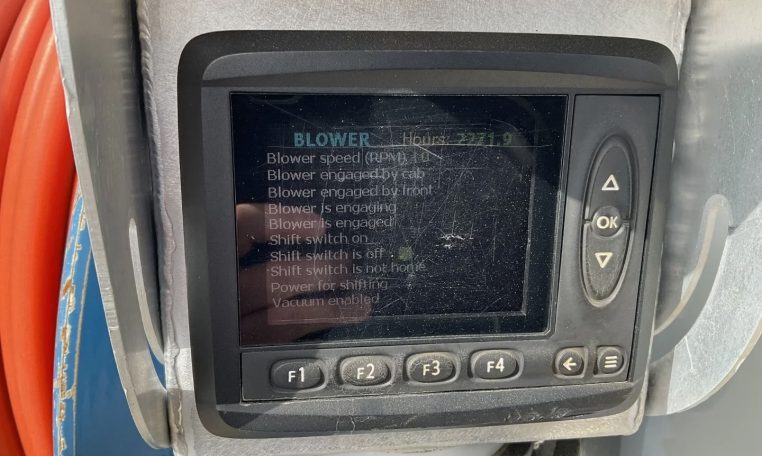 BLOWER Hours: 2271.9
Blower speed (RPM) 0
Blower engaged by cab
Blower engaged by front
Blower is engaging
Blower is engaged
Shift switch on
Shift switch is off
Shift switch is not home
Power for shifting
Vacuum enabled
OK
F1 F2 F3 F4